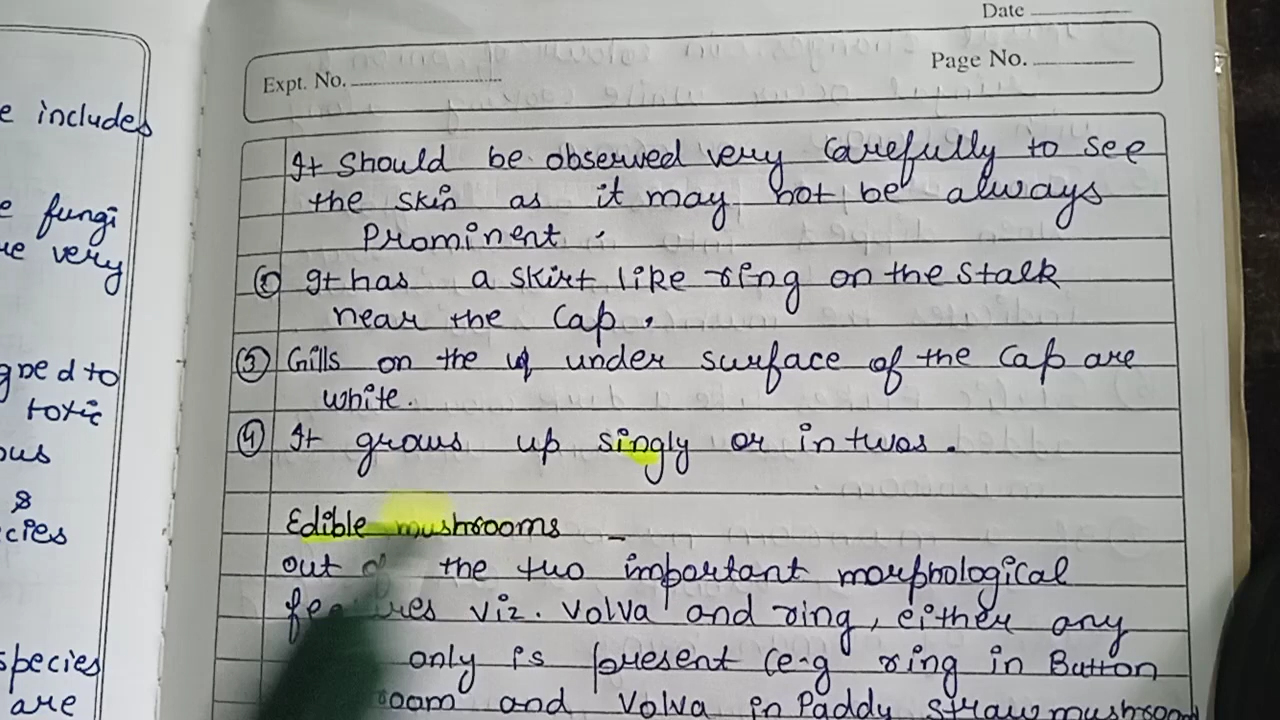 Date
Expt. No.
Page No.
It should be observed very carefully to see
the skin as it may not be always
Prominent.
It has a skirt like ring on the stalk
near the cap.
(3) Gills on the under surface of the cap are
white.
(4) It grows up singly or in twos.
Edible mushrooms -
out of the two important morphological
features viz. volva and ring, either any
only is present (e.g ring in Button
room and Volva in Paddy straw mushroom
e includes
e fungi
re very
gned to
toxic
ous
&
cies
species
are